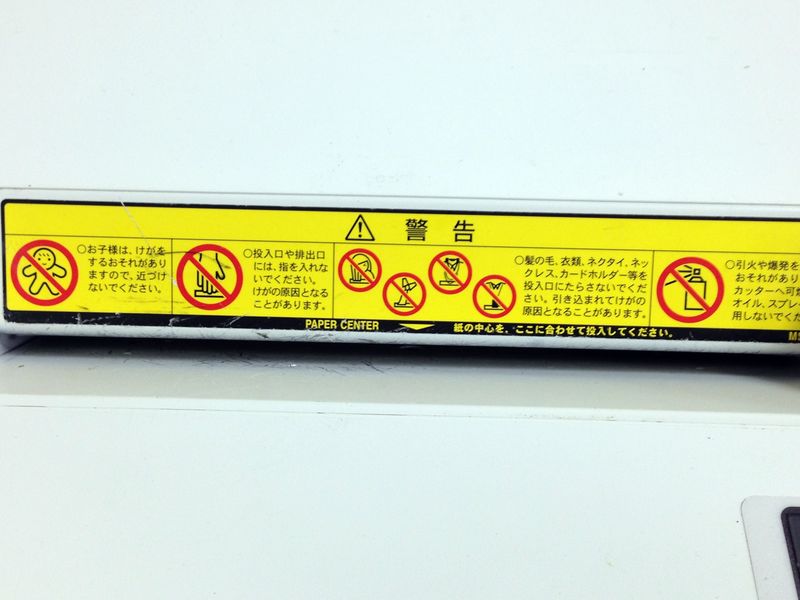 警告
○お子様は、けがを
するおそれがあり
ますので、近づけ
ないでください。
○投入口や排出口
には、指を入れな
いでください。
けがの原因となる
ことがあります。
○髪の毛、衣類、ネクタイ、ネッ
クレス、カードホルダー等を
投入口にたらさないでくだ
さい。引き込まれてけがの
原因となることがあります。
○引火や爆発を
おそれがあり
カッターへ可燃
オイル、スプレ
用しないでくだ
PAPER CENTER 紙の中心を、ここに合わせて投入してください。